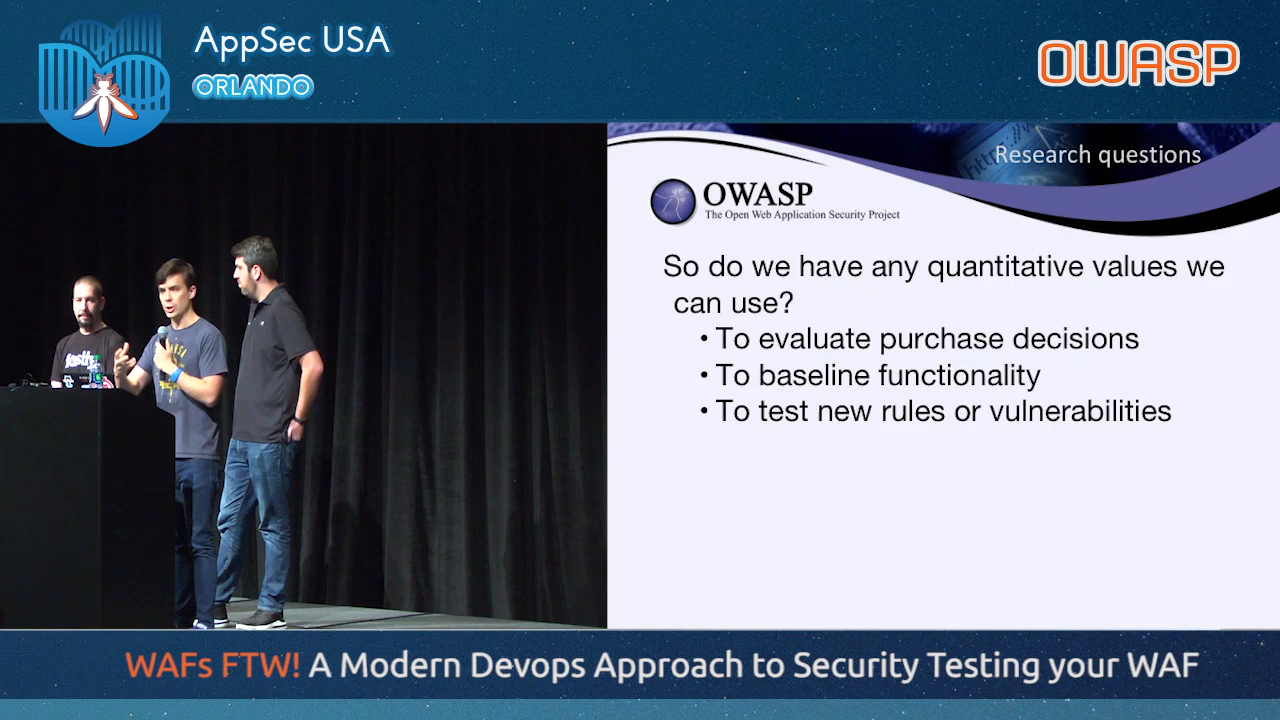 AppSec USA
ORLANDO
OWASP
Research questions
OWASP
The Open Web Application Security Project
So do we have any quantitative values we
can use?
• To evaluate purchase decisions
• To baseline functionality
• To test new rules or vulnerabilities
fastly
WAFs FTW! A Modern Devops Approach to Security Testing your WAF